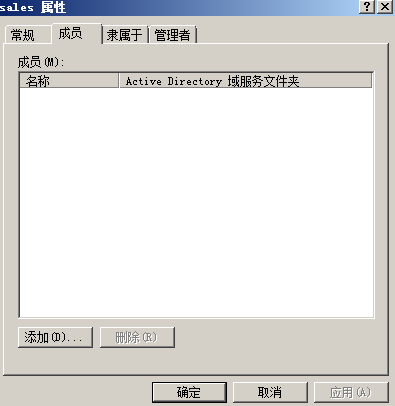 sales 属性
常规 成员 隶属于 管理者
成员(M):
名称 Active Directory 域服务文件夹
添加(D)... 删除(R)
确定 取消 应用(A)